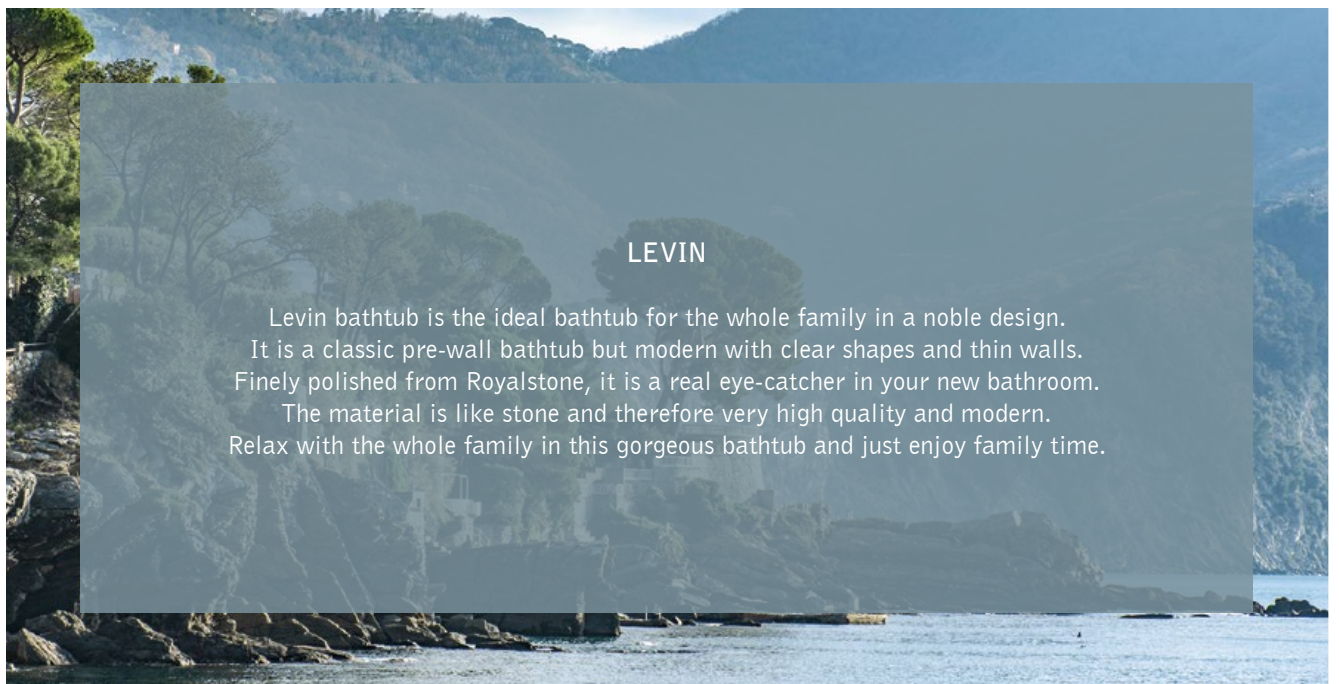 LEVIN
Levin bathtub is the ideal bathtub for the whole family in a noble design.
It is a classic pre-wall bathtub but modern with clear shapes and thin walls.
Finely polished from Royalstone, it is a real eye-catcher in your new bathroom.
The material is like stone and therefore very high quality and modern.
Relax with the whole family in this gorgeous bathtub and just enjoy family time.